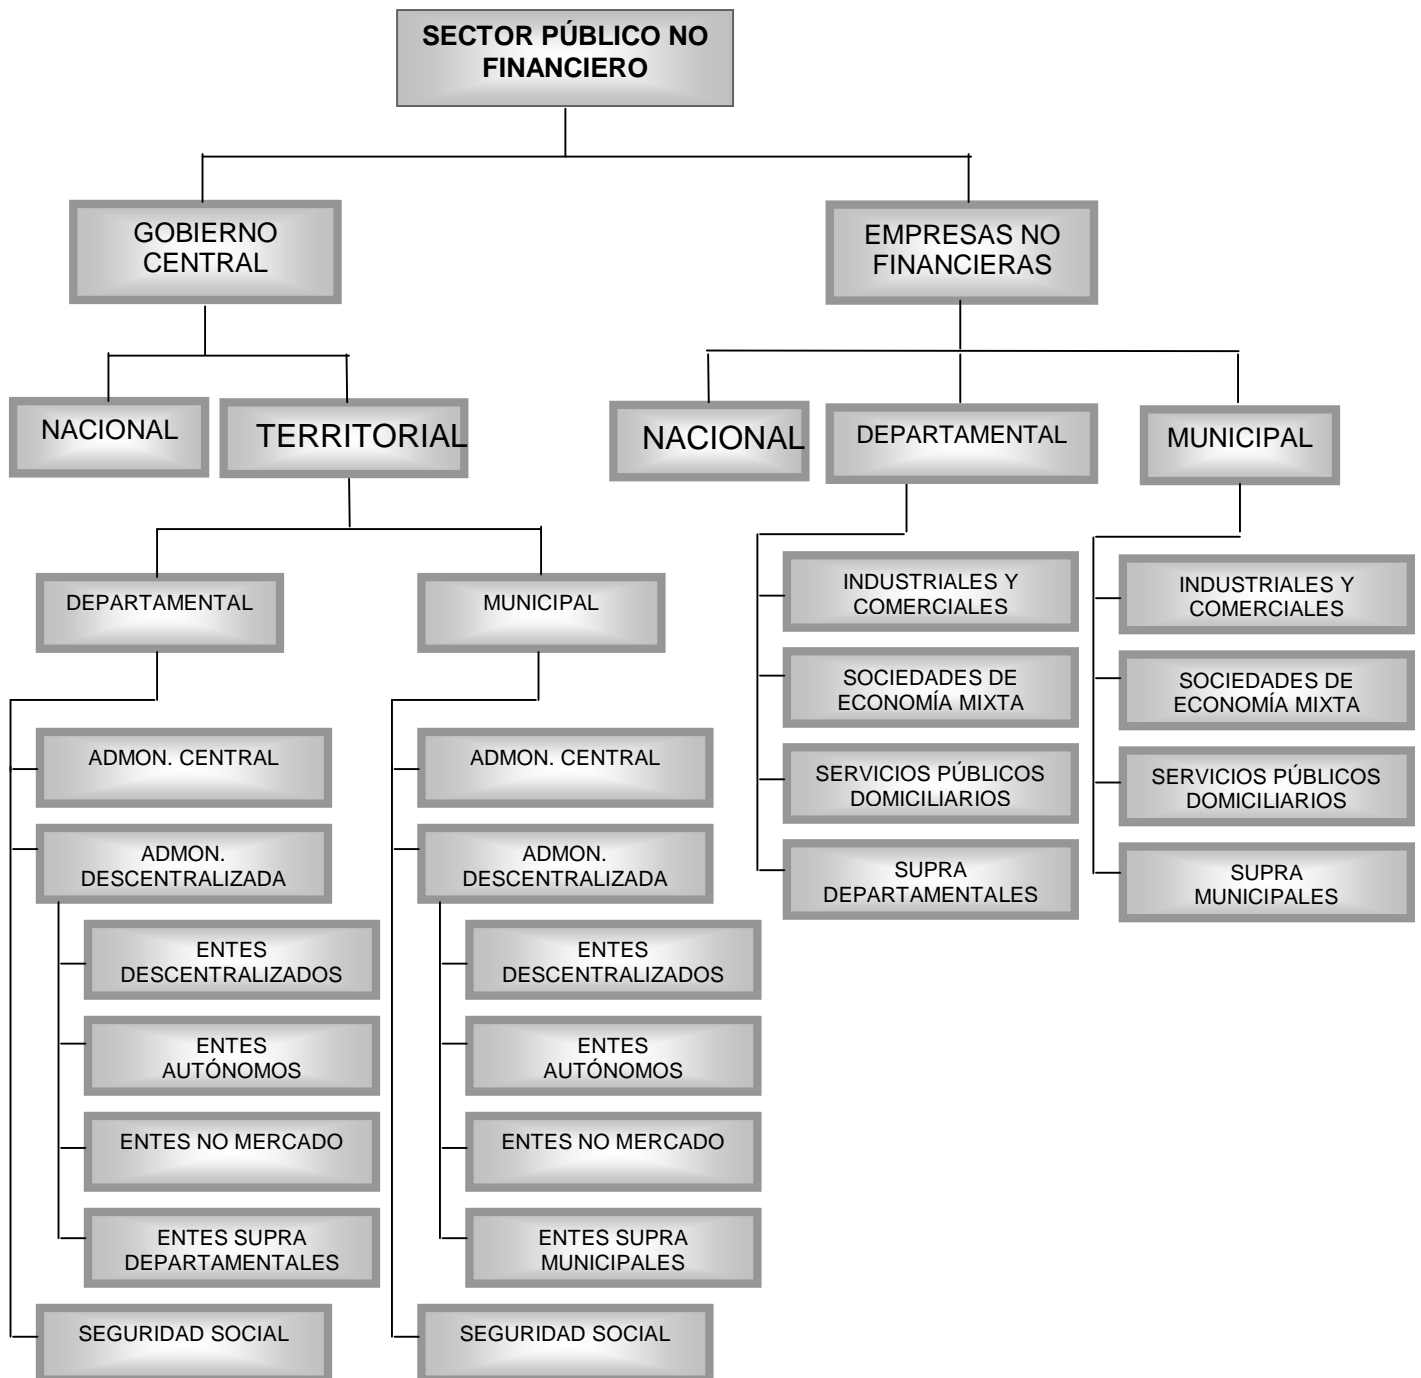 SECTOR PÚBLICO NO
FINANCIERO
GOBIERNO
CENTRAL
EMPRESAS NO
FINANCIERAS
NACIONAL
TERRITORIAL
NACIONAL
DEPARTAMENTAL
MUNICIPAL
DEPARTAMENTAL
MUNICIPAL
ADMON. CENTRAL
ADMON.
DESCENTRALIZADA
ENTES
DESCENTRALIZADOS
ENTES
AUTÓNOMOS
ENTES NO MERCADO
ENTES SUPRA
DEPARTAMENTALES
SEGURIDAD SOCIAL
ADMON. CENTRAL
ADMON.
DESCENTRALIZADA
ENTES
DESCENTRALIZADOS
ENTES
AUTÓNOMOS
ENTES NO MERCADO
ENTES SUPRA
MUNICIPALES
SEGURIDAD SOCIAL
INDUSTRIALES Y
COMERCIALES
SOCIEDADES DE
ECONOMÍA MIXTA
SERVICIOS PÚBLICOS
DOMICILIARIOS
SUPRA
DEPARTAMENTALES
INDUSTRIALES Y
COMERCIALES
SOCIEDADES DE
ECONOMÍA MIXTA
SERVICIOS PÚBLICOS
DOMICILIARIOS
SUPRA
MUNICIPALES